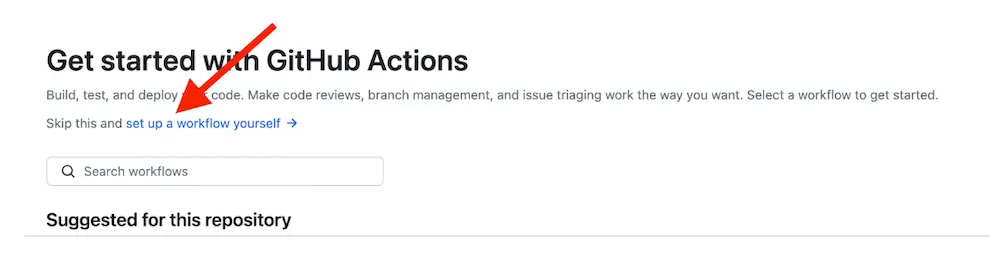 Get started with GitHub Actions
Build, test, and deploy your code. Make code reviews, branch management, and issue triaging work the way you want. Select a workflow to get started.
Skip this and set up a workflow yourself →
Search workflows
Suggested for this repository